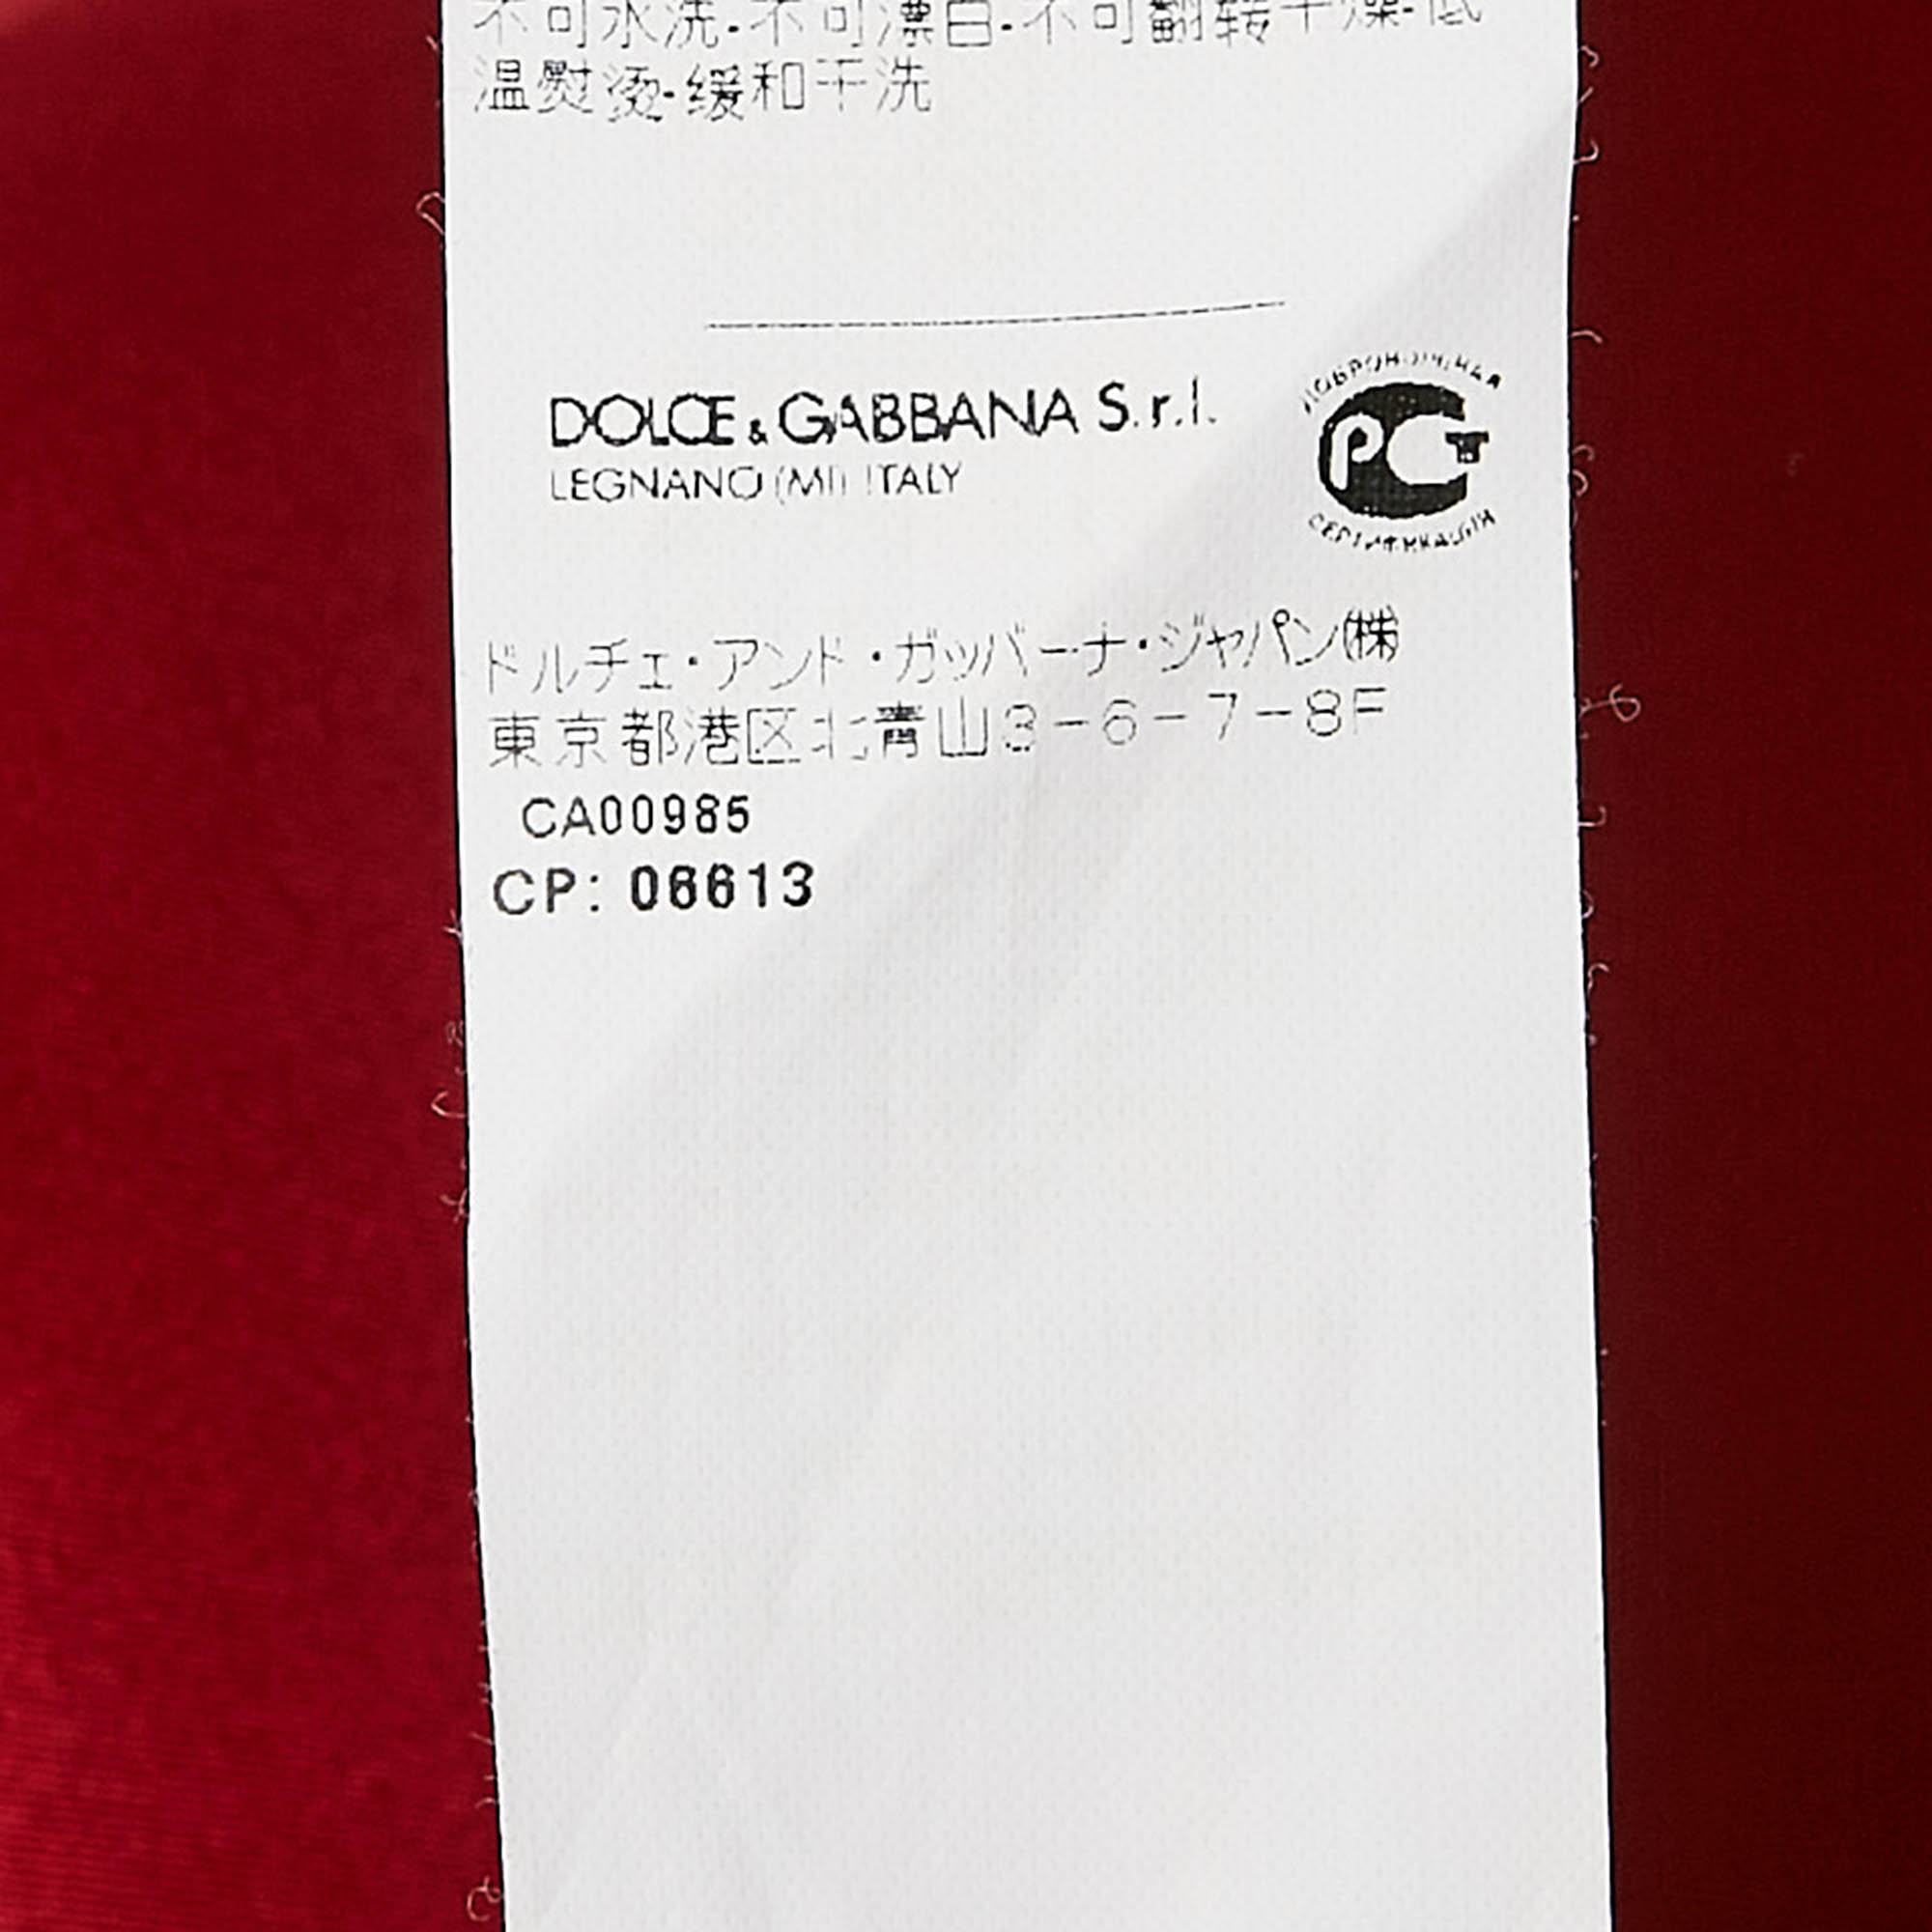 不可水洗-不可漂白-不可翻转干燥-低
温熨烫-缓和干洗
DOLCE & GABBANA S.r.l.
LEGNANO (MI) ITALY
ДОБРОВОЛЬНАЯ
РСТ
СЕРТИФИКАЦИЯ
ドルチェ・アンド・ガッバーナ・ジャパン(株)
東京都港区北青山3-6-7-8F
CA00985
CP: 06613